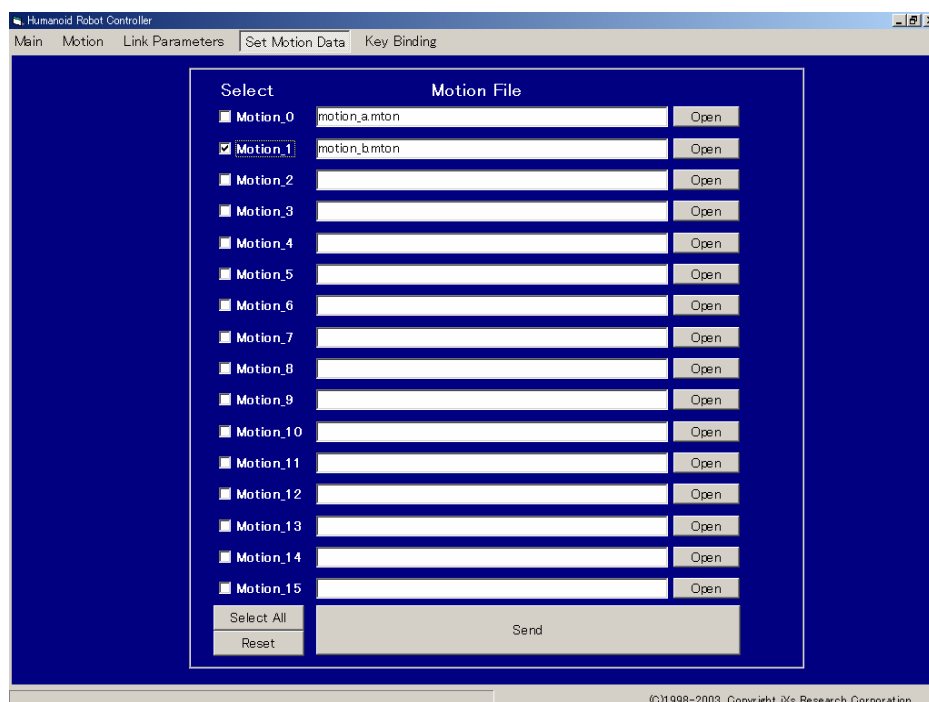 Humanoid Robot Controller
Main Motion Link Parameters Set Motion Data Key Binding
Select Motion File
Motion_0 motion_a.mton Open
Motion_1 motion_b.mton Open
Motion_2 Open
Motion_3 Open
Motion_4 Open
Motion_5 Open
Motion_6 Open
Motion_7 Open
Motion_8 Open
Motion_9 Open
Motion_10 Open
Motion_11 Open
Motion_12 Open
Motion_13 Open
Motion_14 Open
Motion_15 Open
Select All
Send
Reset
(C)1998-2003 Copyright iXs Research Corporation